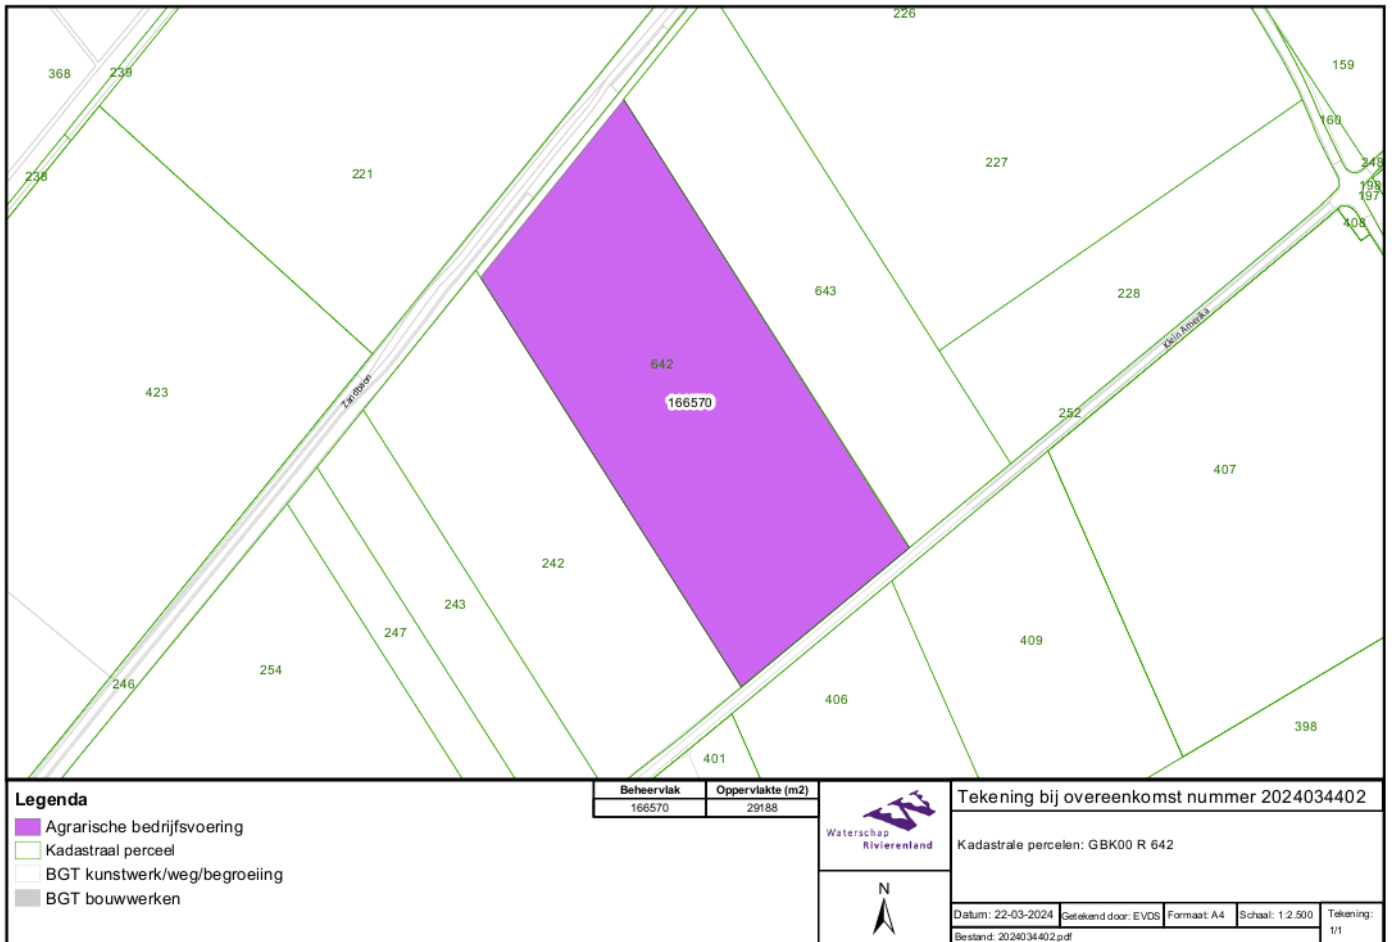 226
368
239
159
160
221
227
248
238
198
197
408
643
228
Klein Amerika
642
Zandbaan
423
166570
252
407
242
243
247
409
254
246
406
398
401
Legenda
Agrarische bedrijfsvoering
Kadastraal perceel
BGT kunstwerk/weg/begroeiing
BGT bouwwerken
Beheervlak Oppervlakte (m2)
166570 29188
Waterschap
Rivierenland
N
Tekening bij overeenkomst nummer 2024034402
Kadastrale percelen: GBK00 R 642
Datum: 22-03-2024 Getekend door: EVDS Formaat: A4 Schaal: 1:2.500 Tekening:
1/1
Bestand: 2024034402.pdf